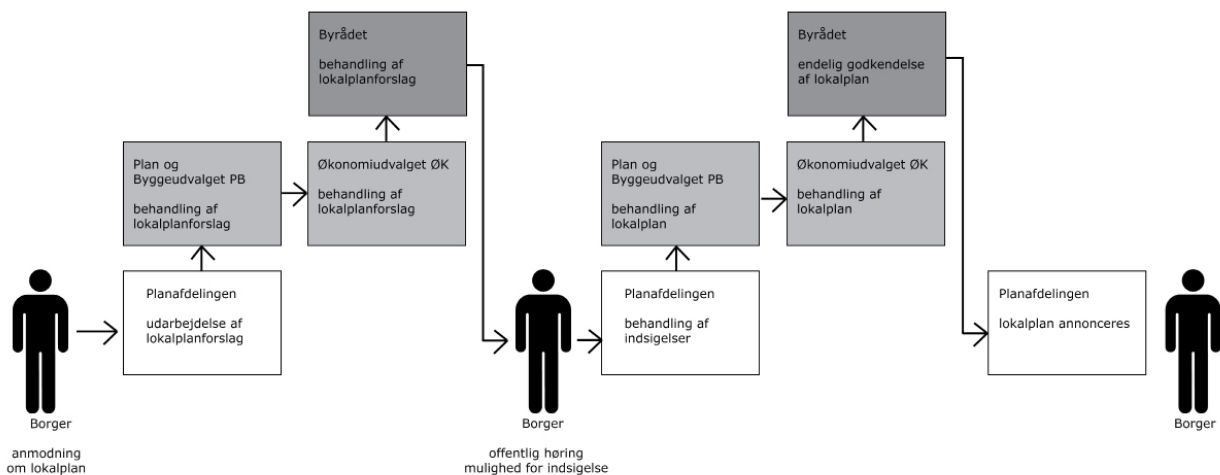 Borger
anmodning
om lokalplan
Planafdelingen
udarbejdelse af
lokalplanforslag
Plan og
Byggeudvalget PB
behandling af
lokalplanforslag
Økonomiudvalget ØK
behandling af
lokalplanforslag
Byrådet
behandling af
lokalplanforslag
Borger
offentlig høring
mulighed for indsigelse
Planafdelingen
behandling af
indsigelser
Plan og
Byggeudvalget PB
behandling af
lokalplan
Økonomiudvalget ØK
behandling af
lokalplan
Byrådet
endelig godkendelse
af lokalplan
Planafdelingen
lokalplan annonceres
Borger